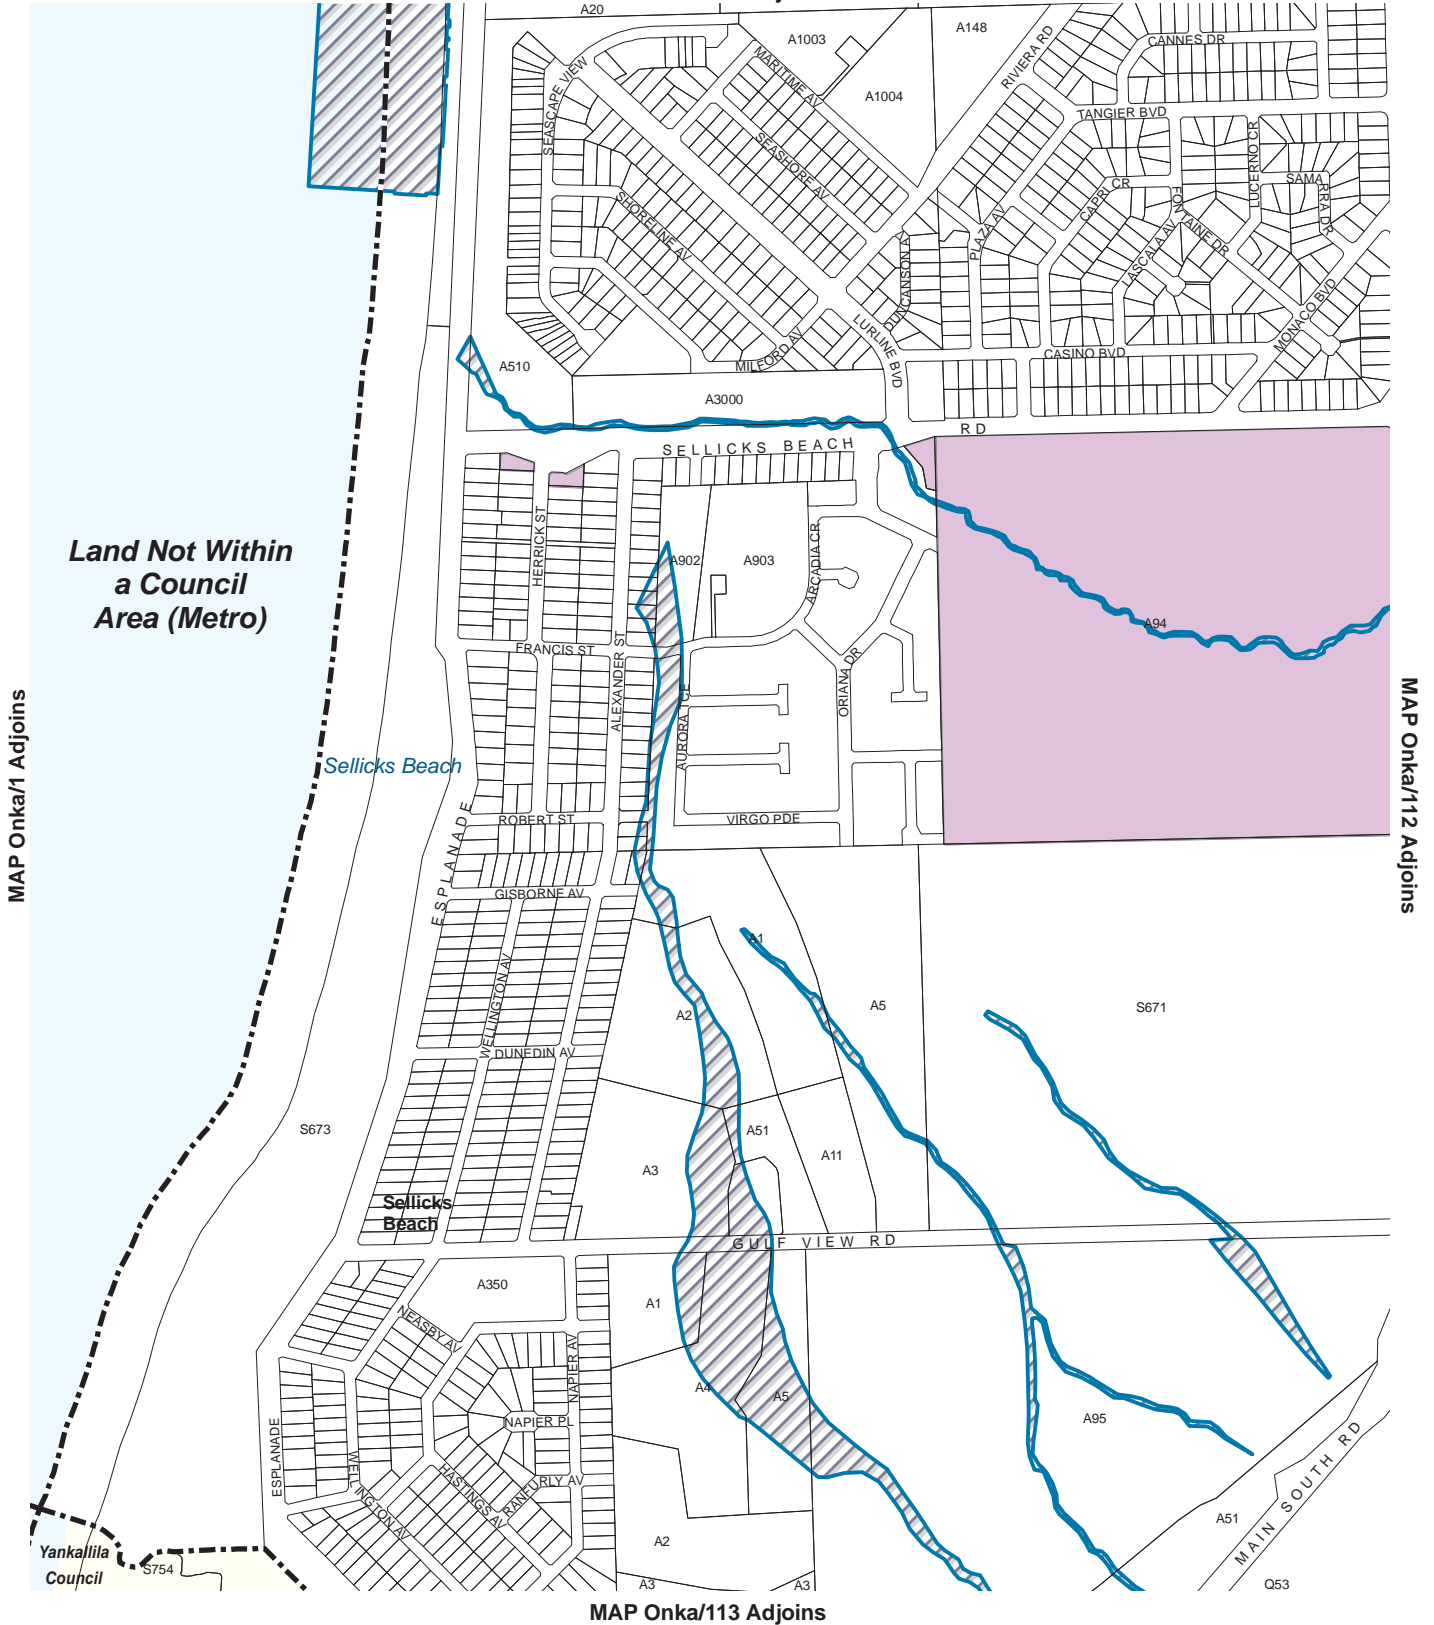 A20
A1003
A148
CANNES DR
RIVIERA RD
MARITIME AV
SEASCAPE VIEW
A1004
TANGIER BVD
LUCERNO CR
SEASHORE AV
SAMA
RRA DR
CAPRI CR
FONTAINE DR
SHORELINE AV
PLAZA AV
LASCALA AV
DUNCANSON A
MONACO BVD
LURLINE BVD
MILFORD AV
CASINO BVD
A510
A3000
RD
SELLICKS BEACH
HERRICK ST
ARCADIA CR
A902
A903
Land Not Within
a Council
Area (Metro)
A94
FRANCIS ST
ALEXANDER ST
ORIANA DR
AURORA TCE
MAP Onka/1 Adjoins
MAP Onka/112 Adjoins
Sellicks Beach
ESPLANADE
ROBERT ST
VIRGO PDE
GISBORNE AV
A1
WELLINGTON AV
A5
S671
A2
DUNEDIN AV
S673
A51
A3
A11
Sellicks
Beach
GULF VIEW RD
A350
A1
NEASBY AV
NAPIER AV
A4
A5
A95
NAPIER PL
ESPLANADE
WELLINGTON AV
HASTINGS AV
RANFURLY AV
MAIN SOUTH RD
A51
A2
Yankallila
Council
S754
A3
A3
Q53
MAP Onka/113 Adjoins